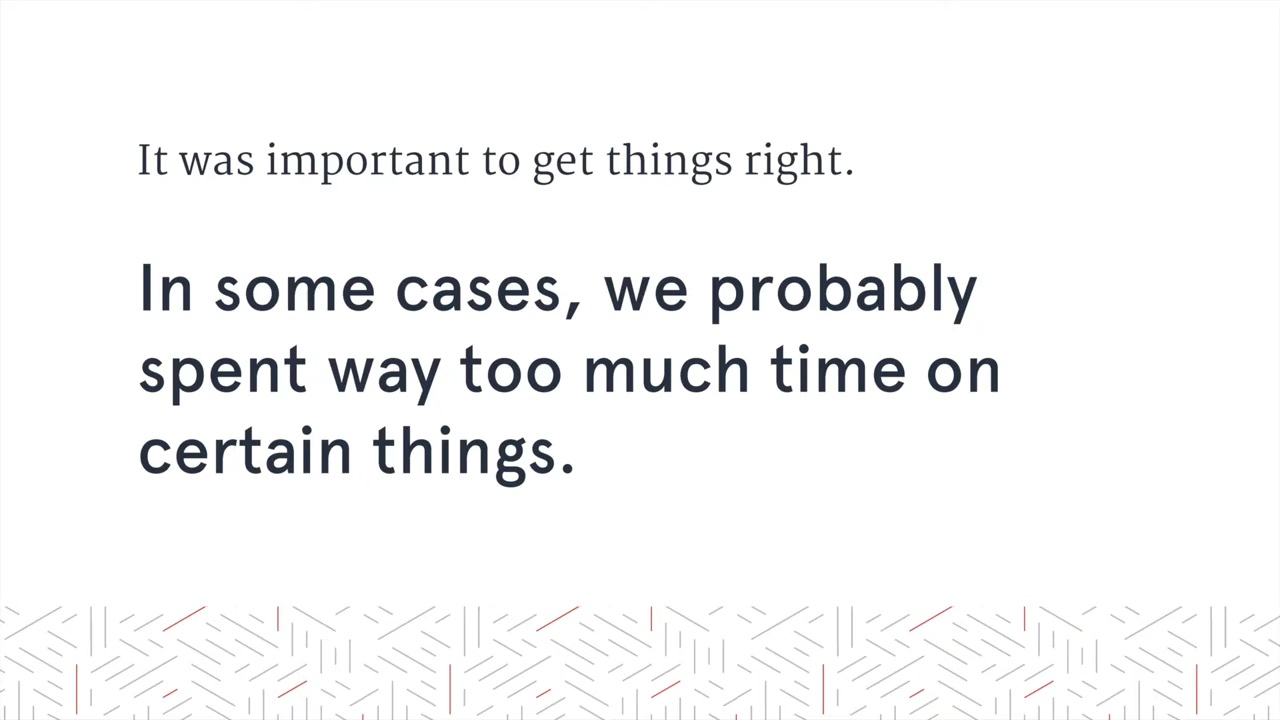 It was important to get things right.
In some cases, we probably
spent way too much time on
certain things.